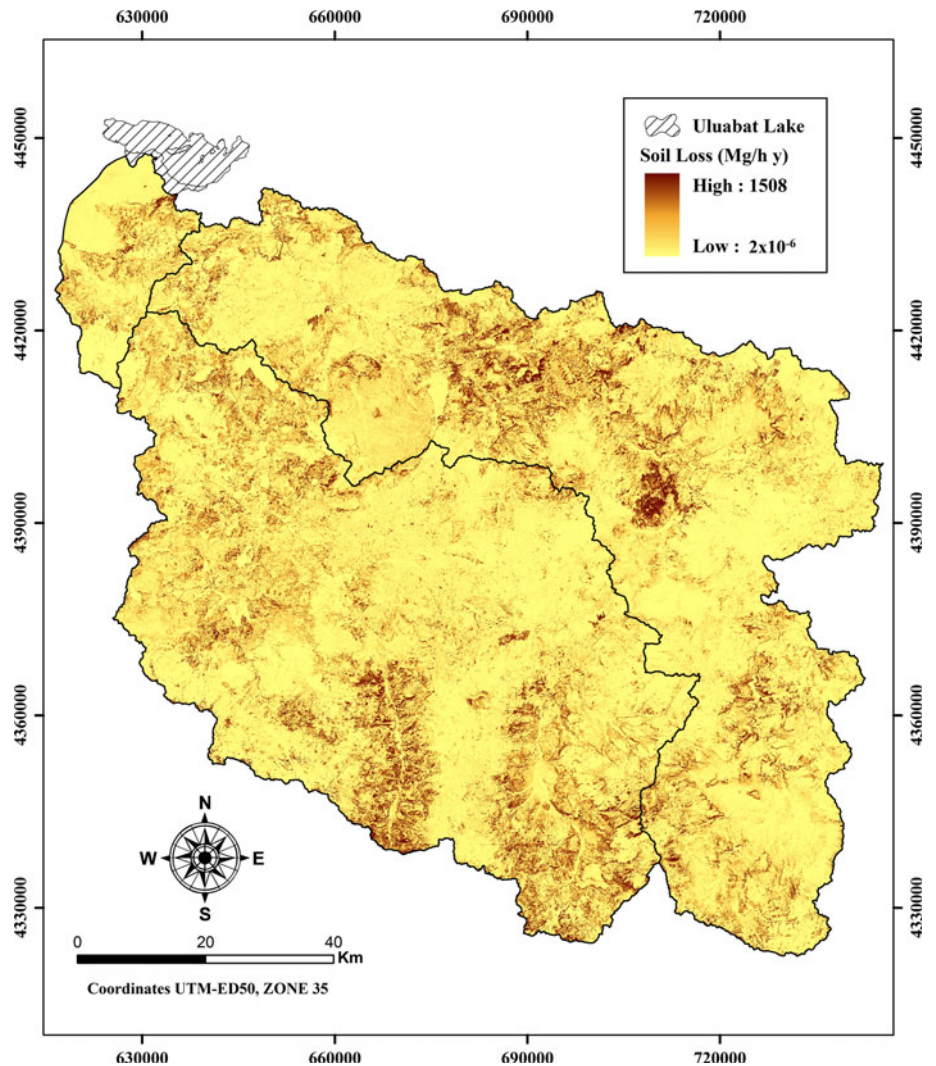 630000 660000 690000 720000
4450000
4420000
4390000
4360000
4330000
Uluabat Lake
Soil Loss (Mg/h y)
High : 1508
Low : 2x10⁻⁶
4450000
4420000
4390000
4360000
4330000
N
W E
S
0 20 40
Km
Coordinates UTM-ED50, ZONE 35
630000 660000 690000 720000